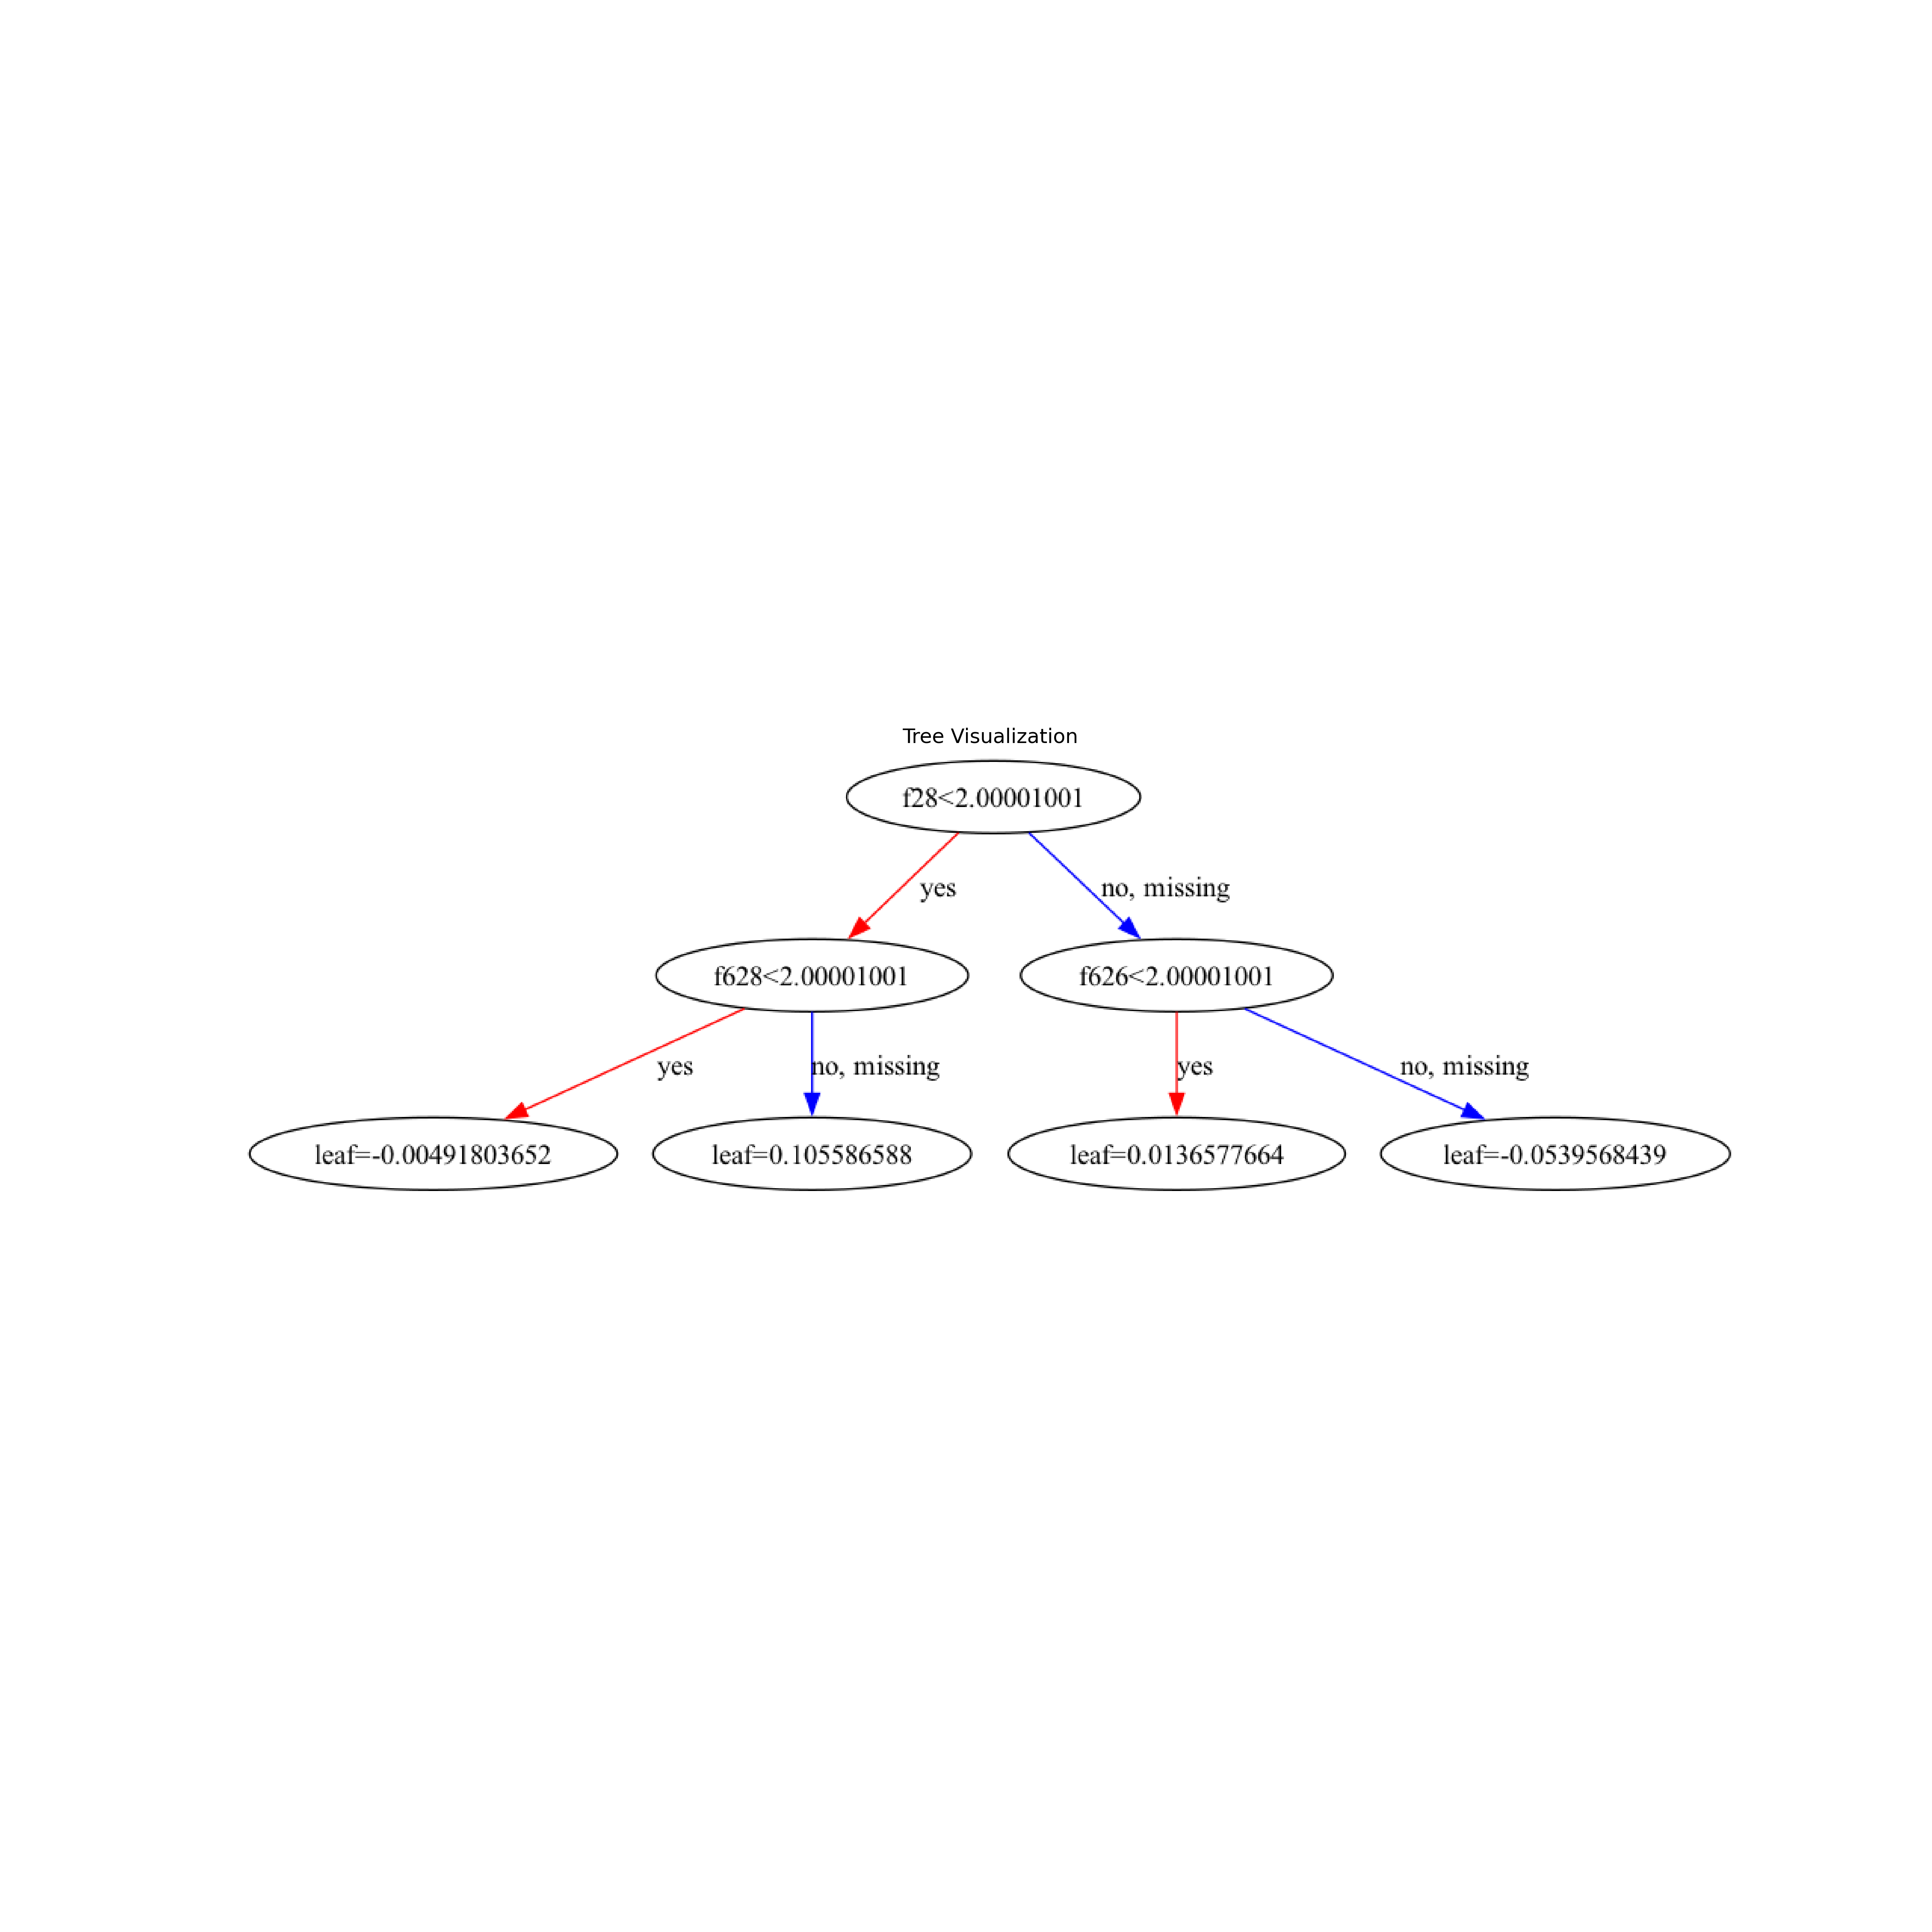 Tree Visualization
f28<2.00001001
yes
no, missing
f628<2.00001001
f626<2.00001001
yes
no, missing
yes
no, missing
leaf=-0.00491803652
leaf=0.105586588
leaf=0.0136577664
leaf=-0.0539568439